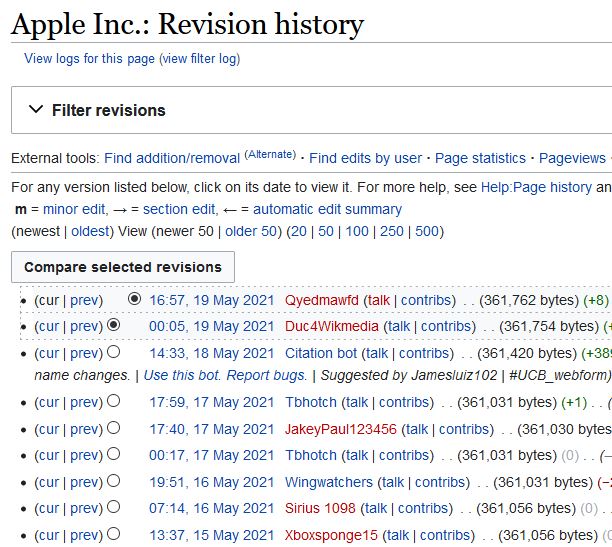 Apple Inc.: Revision history
View logs for this page (view filter log)
Filter revisions
External tools: Find addition/removal (Alternate) · Find edits by user · Page statistics · Pageviews ·
For any version listed below, click on its date to view it. For more help, see Help:Page history an
m = minor edit, → = section edit, ← = automatic edit summary
(newest | oldest) View (newer 50 | older 50) (20 | 50 | 100 | 250 | 500)
Compare selected revisions
(cur | prev) 16:57, 19 May 2021 Qyedmawfd (talk | contribs) . . (361,762 bytes) (+8)
(cur | prev) 00:05, 19 May 2021 Duc4Wikmedia (talk | contribs) . . (361,754 bytes) (+
(cur | prev) 14:33, 18 May 2021 Citation bot (talk | contribs) . . (361,420 bytes) (+389
name changes. | Use this bot. Report bugs. | Suggested by Jamesluiz102 | #UCB_webform)
(cur | prev) 17:59, 17 May 2021 Tbhotch (talk | contribs) . . (361,031 bytes) (+1) . . (
(cur | prev) 17:40, 17 May 2021 JakeyPaul123456 (talk | contribs) . . (361,030 bytes
(cur | prev) 00:17, 17 May 2021 Tbhotch (talk | contribs) . . (361,031 bytes) (0) . . (–
(cur | prev) 19:51, 16 May 2021 Wingwatchers (talk | contribs) . . (361,031 bytes) (−2
(cur | prev) 07:14, 16 May 2021 Sirius 1098 (talk | contribs) . . (361,056 bytes) (0) .
(cur | prev) 13:37, 15 May 2021 Xboxsponge15 (talk | contribs) . . (361,056 bytes) (0